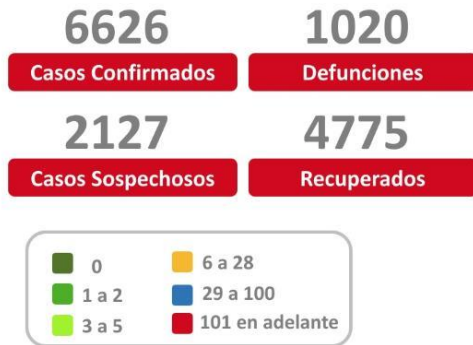 6626
Casos Confirmados
1020
Defunciones
2127
Casos Sospechosos
4775
Recuperados
0
1 a 2
3 a 5
6 a 28
29 a 100
101 en adelante